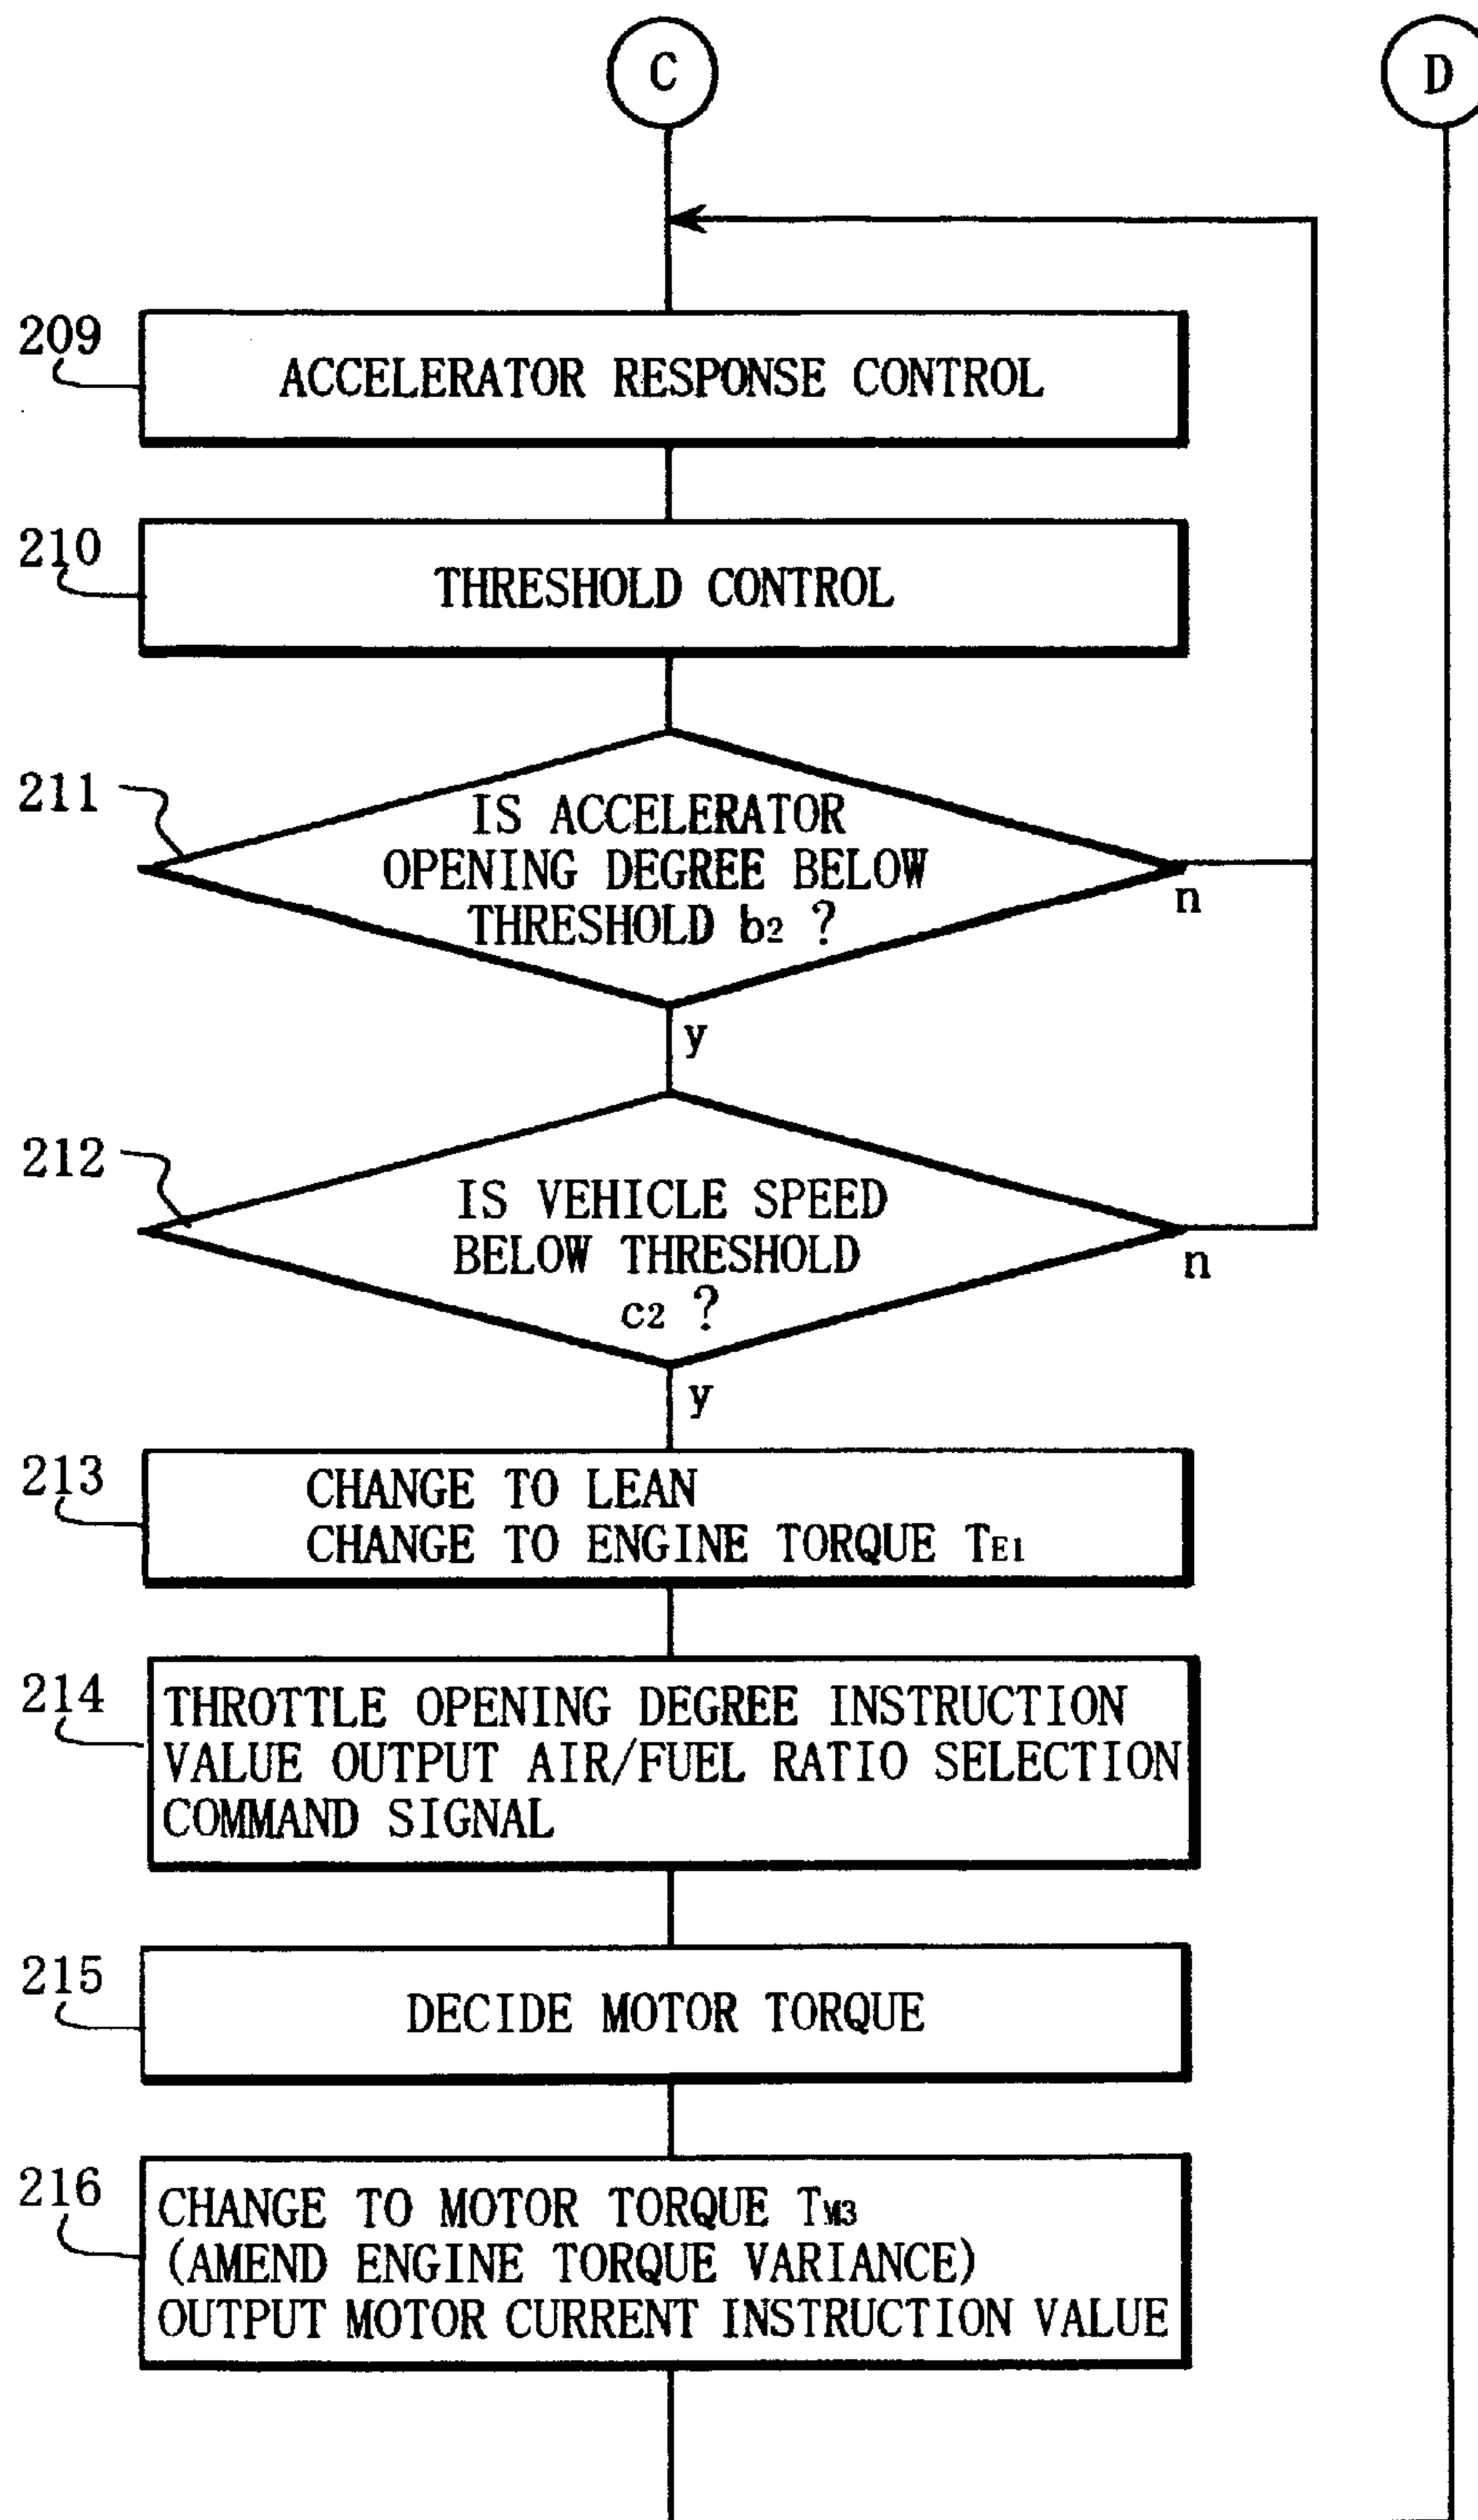 C
D
209
ACCELERATOR RESPONSE CONTROL
210
THRESHOLD CONTROL
211
IS ACCELERATOR
OPENING DEGREE BELOW
THRESHOLD b2 ?
n
y
212
IS VEHICLE SPEED
BELOW THRESHOLD
c2 ?
n
y
213
CHANGE TO LEAN
CHANGE TO ENGINE TORQUE TE1
214
THROTTLE OPENING DEGREE INSTRUCTION
VALUE OUTPUT AIR/FUEL RATIO SELECTION
COMMAND SIGNAL
215
DECIDE MOTOR TORQUE
216
CHANGE TO MOTOR TORQUE TM3
(AMEND ENGINE TORQUE VARIANCE)
OUTPUT MOTOR CURRENT INSTRUCTION VALUE